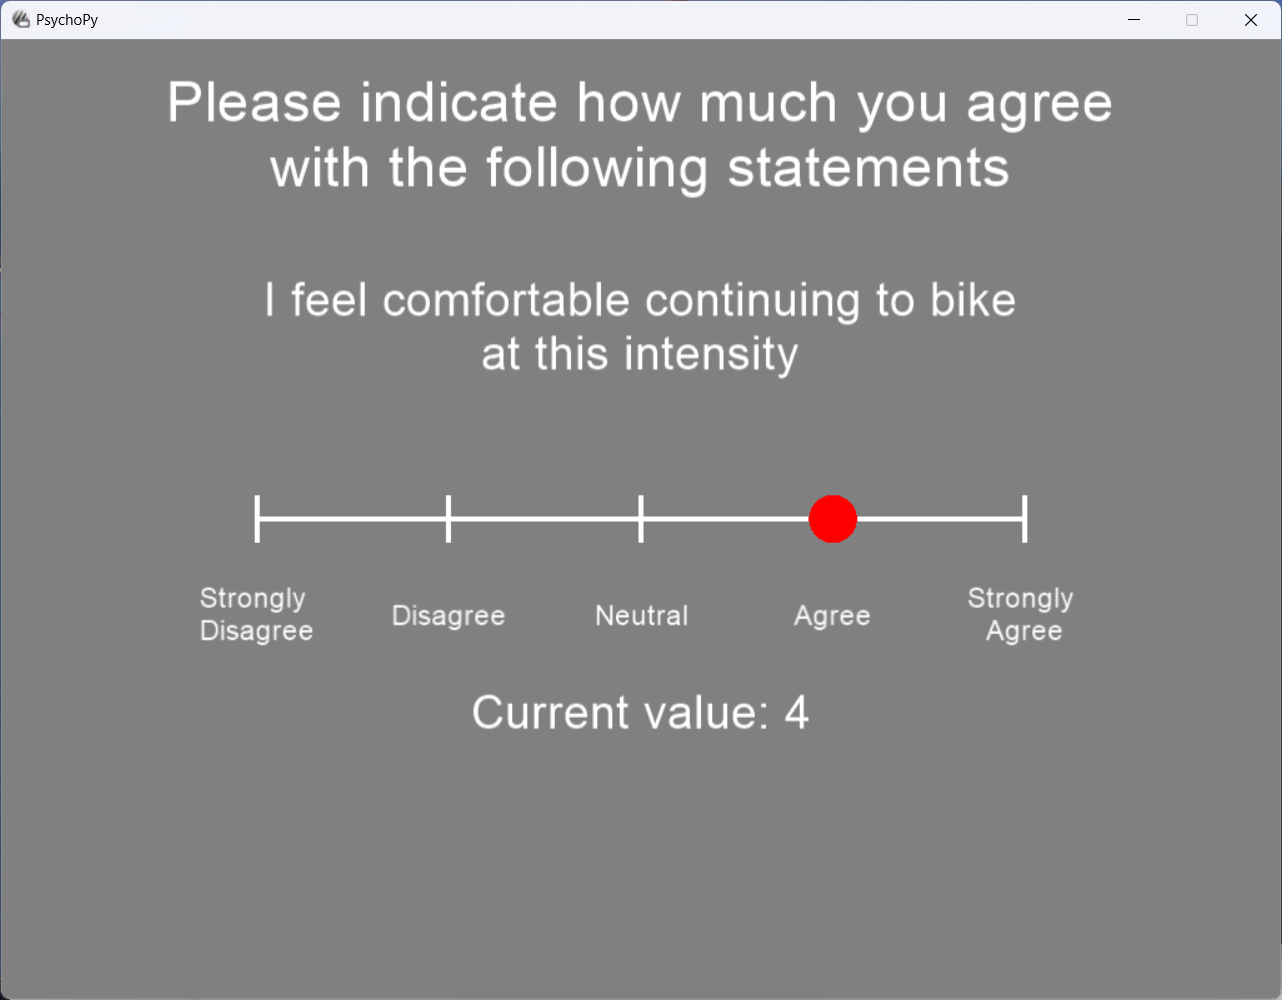 PsychoPy
Please indicate how much you agree
with the following statements
I feel comfortable continuing to bike
at this intensity
Strongly
Disagree
Disagree
Neutral
Agree
Strongly
Agree
Current value: 4